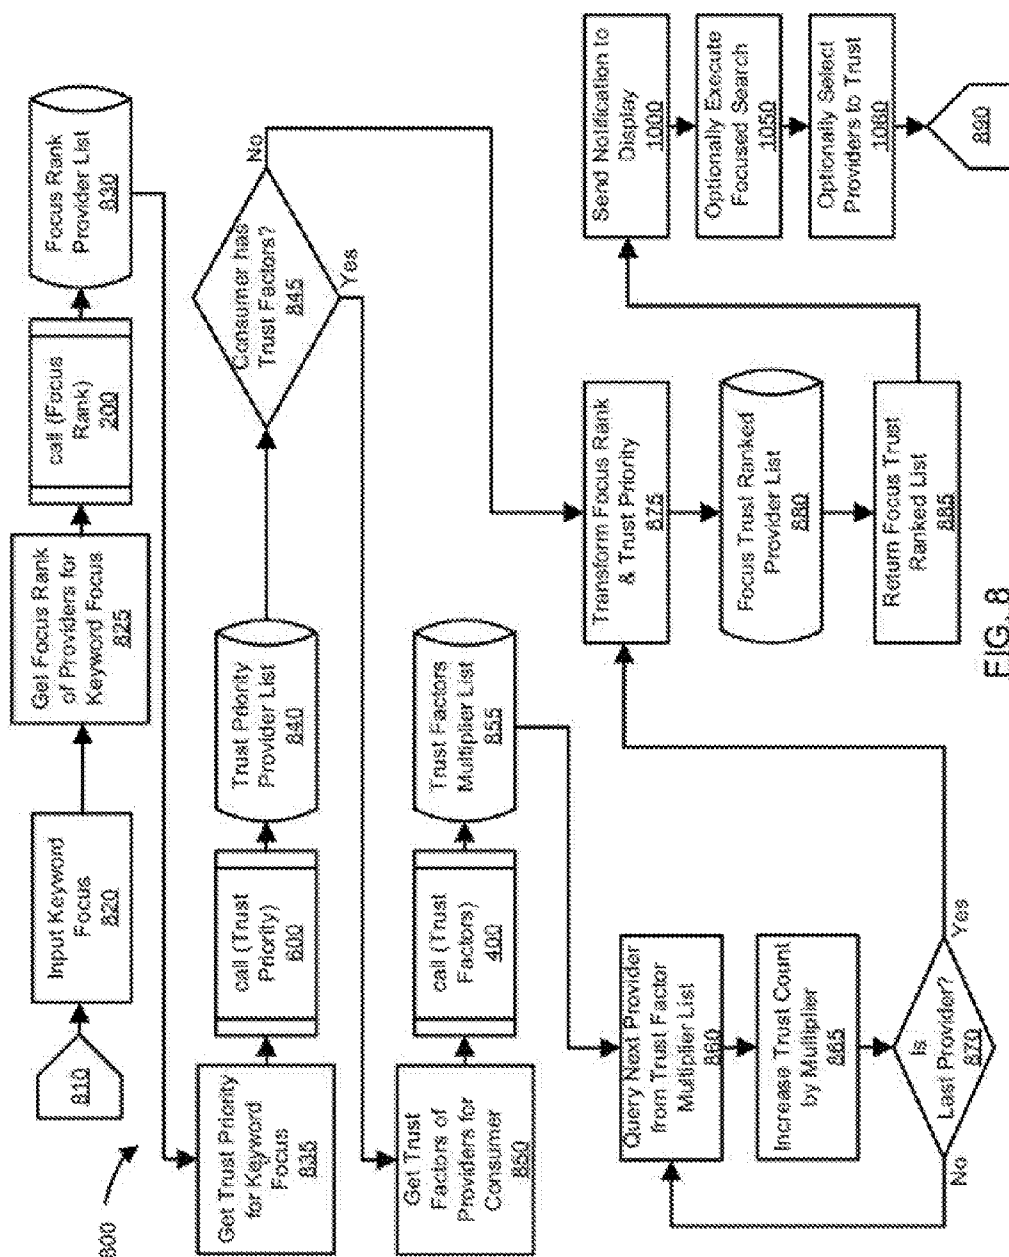 800
810
Input Keyword
Focus
820
Get Focus Rank
of Providers for
Keyword Focus
825
call (Focus
Rank)
200
Focus Rank
Provider List
830
Get Trust Priority
for Keyword
Focus
835
call (Trust
Priority)
600
Trust Priority
Provider List
840
Consumer has
Trust Factors?
845
No
Yes
Get Trust
Factors of
Providers for
Consumer
850
call (Trust
Factors)
400
Trust Factors
Multiplier List
855
Query Next Provider
from Trust Factor
Multiplier List
860
Increase Trust Count
by Multiplier
865
Is
Last Provider?
870
No
Yes
Transform Focus Rank
& Trust Priority
875
Focus Trust Ranked
Provider List
880
Return Focus Trust
Ranked List
885
Send Notification to
Display
1000
Optionally Execute
Focused Search
1050
Optionally Select
Providers to Trust
1080
890
FIG. 8